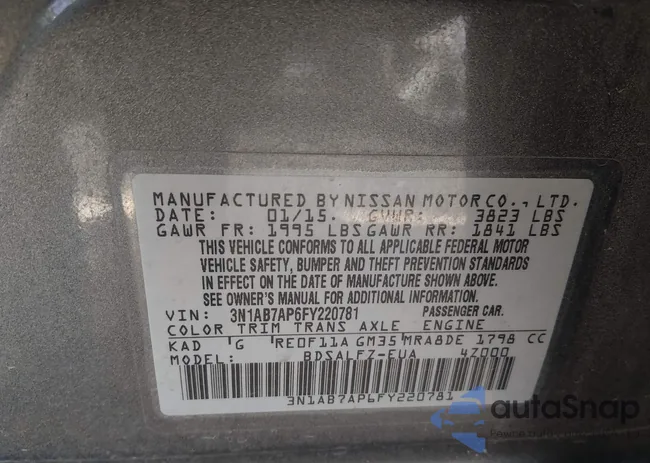 MANUFACTURED BY NISSAN MOTOR CO., LTD.
DATE: 01/15. GVWR: 3823 LBS
GAWR FR: 1995 LBS GAWR RR: 1841 LBS
THIS VEHICLE CONFORMS TO ALL APPLICABLE FEDERAL MOTOR
VEHICLE SAFETY, BUMPER AND THEFT PREVENTION STANDARDS
IN EFFECT ON THE DATE OF MANUFACTURE SHOWN ABOVE.
SEE OWNER'S MANUAL FOR ADDITIONAL INFORMATION.
VIN: 3N1AB7AP6FY220781 PASSENGER CAR.
COLOR TRIM TRANS AXLE ENGINE
KAD G RE0F11A GM35 MRA8DE 1798 CC
MODEL: BDSALFZ-EUA 4Z000
3N1AB7AP6FY220781
autaSnap